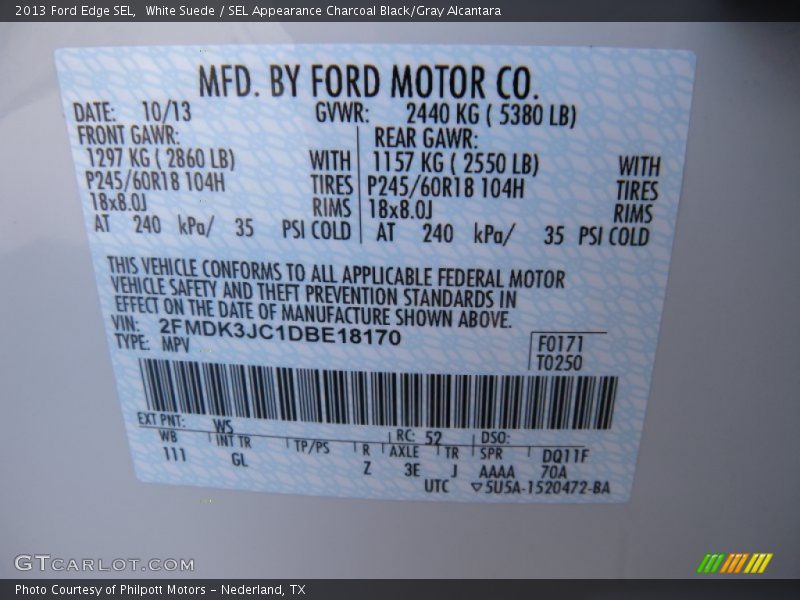 2013 Ford Edge SEL,  White Suede / SEL Appearance Charcoal Black/Gray Alcantara
MFD. BY FORD MOTOR CO.
DATE: 10/13 GVWR: 2440 KG ( 5380 LB)
FRONT GAWR: REAR GAWR:
1297 KG ( 2860 LB) WITH 1157 KG ( 2550 LB) WITH
P245/60R18 104H TIRES P245/60R18 104H TIRES
18x8.0J RIMS 18x8.0J RIMS
AT 240 kPa/ 35 PSI COLD AT 240 kPa/ 35 PSI COLD
THIS VEHICLE CONFORMS TO ALL APPLICABLE FEDERAL MOTOR
VEHICLE SAFETY AND THEFT PREVENTION STANDARDS IN
EFFECT ON THE DATE OF MANUFACTURE SHOWN ABOVE.
VIN: 2FMDK3JC1DBE18170
TYPE: MPV F0171
T0250
EXT PNT: WS RC: 52 DSO:
WB INT TR TP/PS R AXLE TR SPR DQ11F
111 GL Z 3E J AAAA 70A
UTC ▽5U5A-1520472-BA
GTCARLOT.COM
Photo Courtesy of Philpott Motors - Nederland, TX